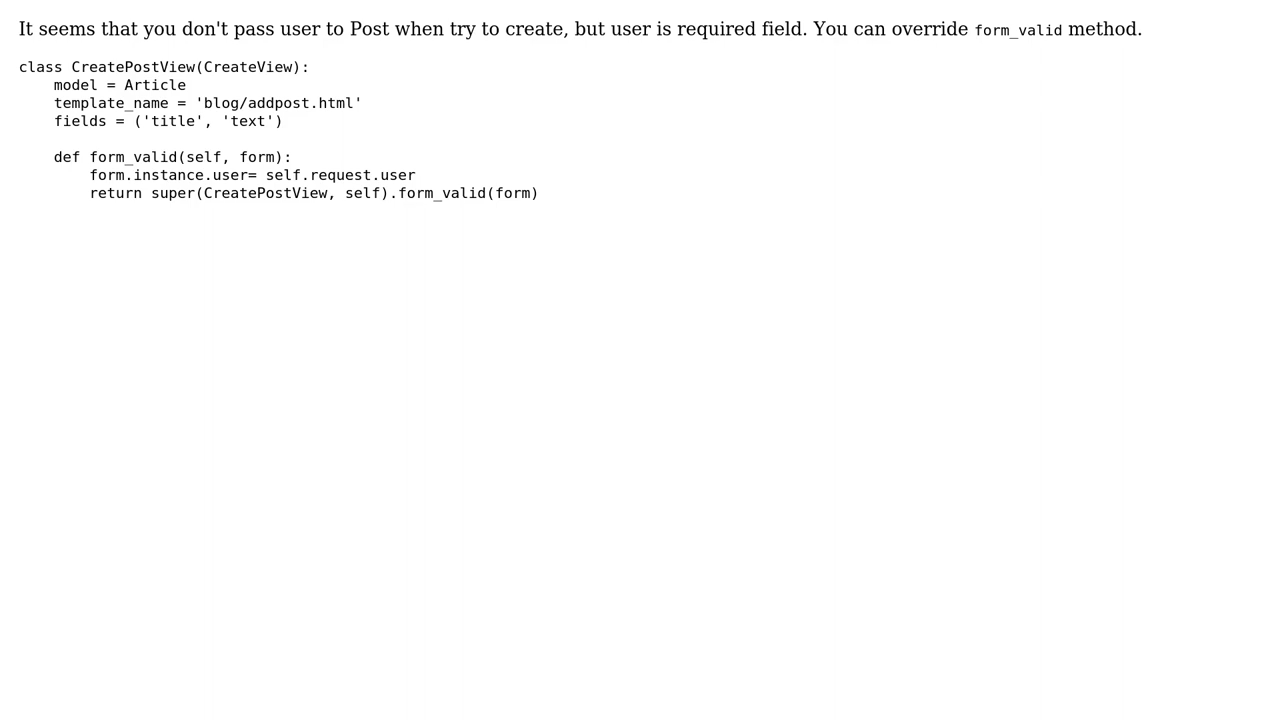 It seems that you don't pass user to Post when try to create, but user is required field. You can override form_valid method.
class CreatePostView(CreateView):
    model = Article
    template_name = 'blog/addpost.html'
    fields = ('title', 'text')

    def form_valid(self, form):
        form.instance.user= self.request.user
        return super(CreatePostView, self).form_valid(form)